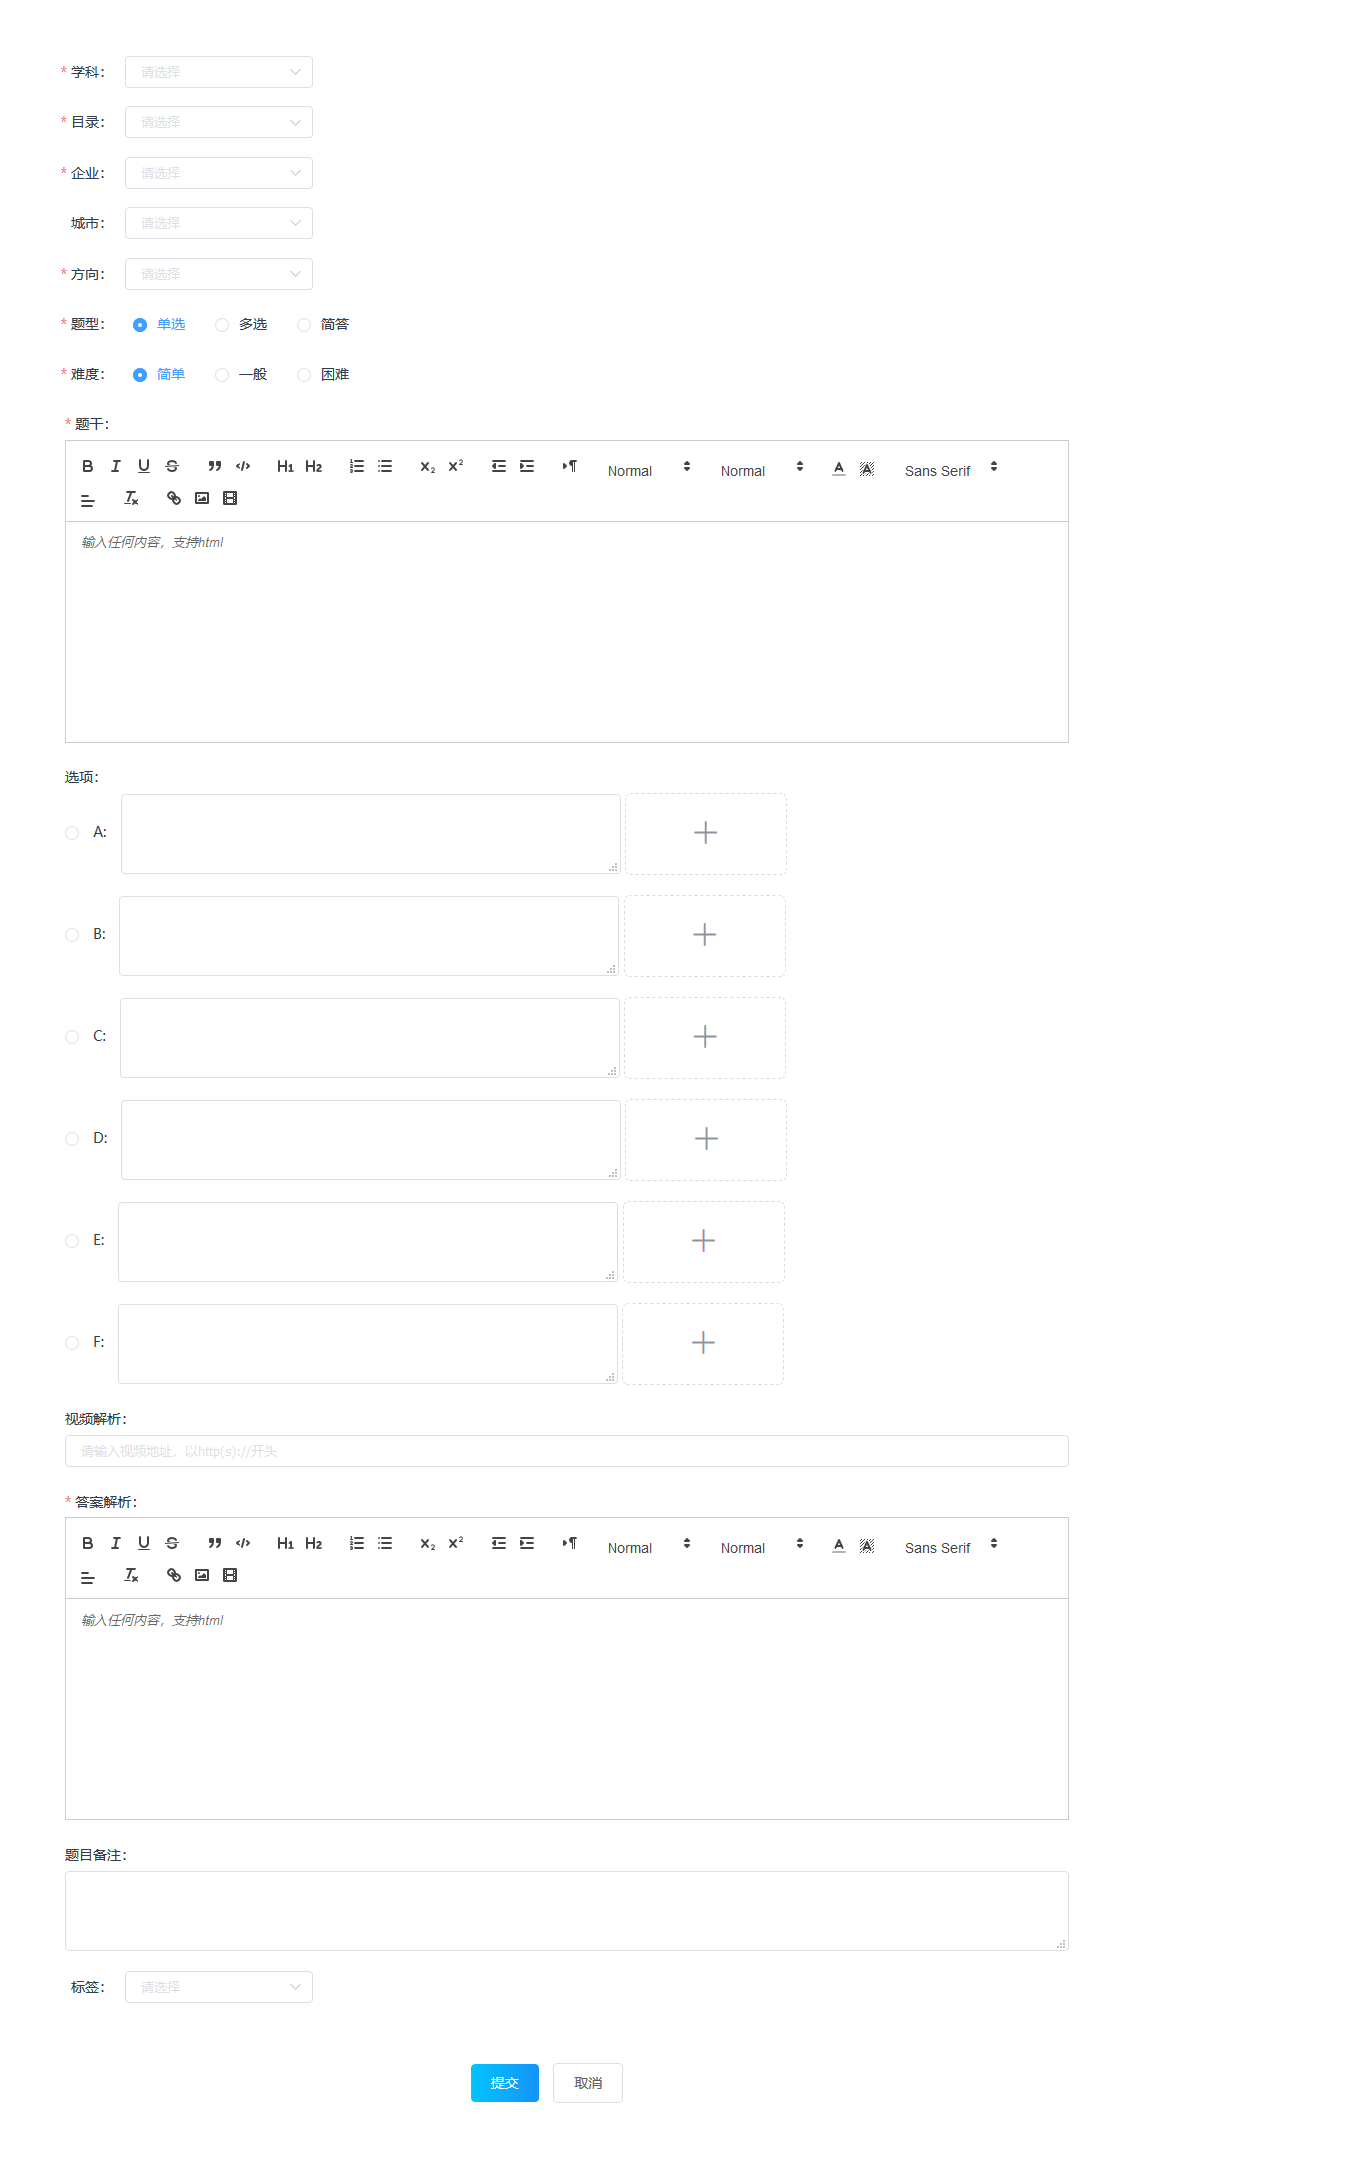 * 学科： 请选择
* 目录： 请选择
* 企业： 请选择
城市： 请选择
* 方向： 请选择
* 题型： 单选 多选 简答
* 难度： 简单 一般 困难
* 题干：
B I U S H1 H2 x₂ x² Normal Normal A A Sans Serif
Tx
输入任何内容，支持html
选项：
A:
B:
C:
D:
E:
F:
视频解析：
请输入视频地址，以http(s)://开头
* 答案解析：
B I U S H1 H2 x₂ x² Normal Normal A A Sans Serif
Tx
输入任何内容，支持html
题目备注：
标签： 请选择
提交 取消